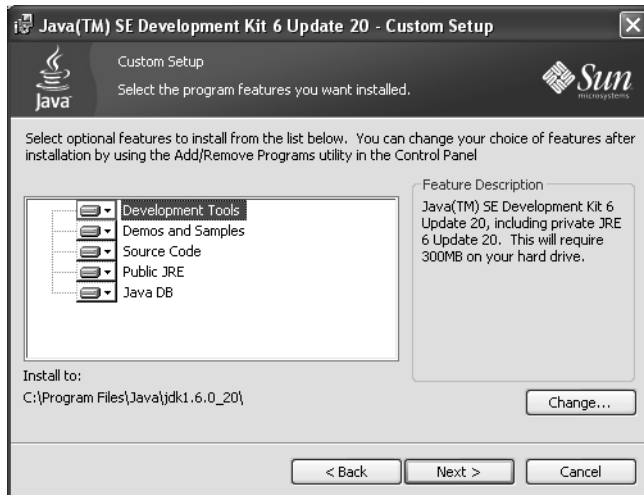 Java(TM) SE Development Kit 6 Update 20 - Custom Setup
Java
Custom Setup
Select the program features you want installed.
Sun
microsystems
Select optional features to install from the list below. You can change your choice of features after
installation by using the Add/Remove Programs utility in the Control Panel
Development Tools
Demos and Samples
Source Code
Public JRE
Java DB
Feature Description
Java(TM) SE Development Kit 6
Update 20, including private JRE
6 Update 20. This will require
300MB on your hard drive.
Install to:
C:\Program Files\Java\jdk1.6.0_20\
Change...
< Back
Next >
Cancel